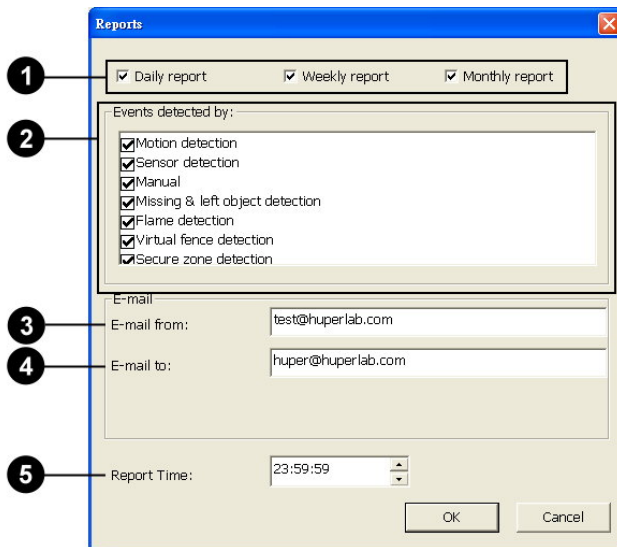 Reports
1
Daily report Weekly report Monthly report
2
Events detected by:
Motion detection
Sensor detection
Manual
Missing & left object detection
Flame detection
Virtual fence detection
Secure zone detection
E-mail
3
E-mail from: test@huperlab.com
4
E-mail to: huper@huperlab.com
5
Report Time: 23:59:59
OK Cancel